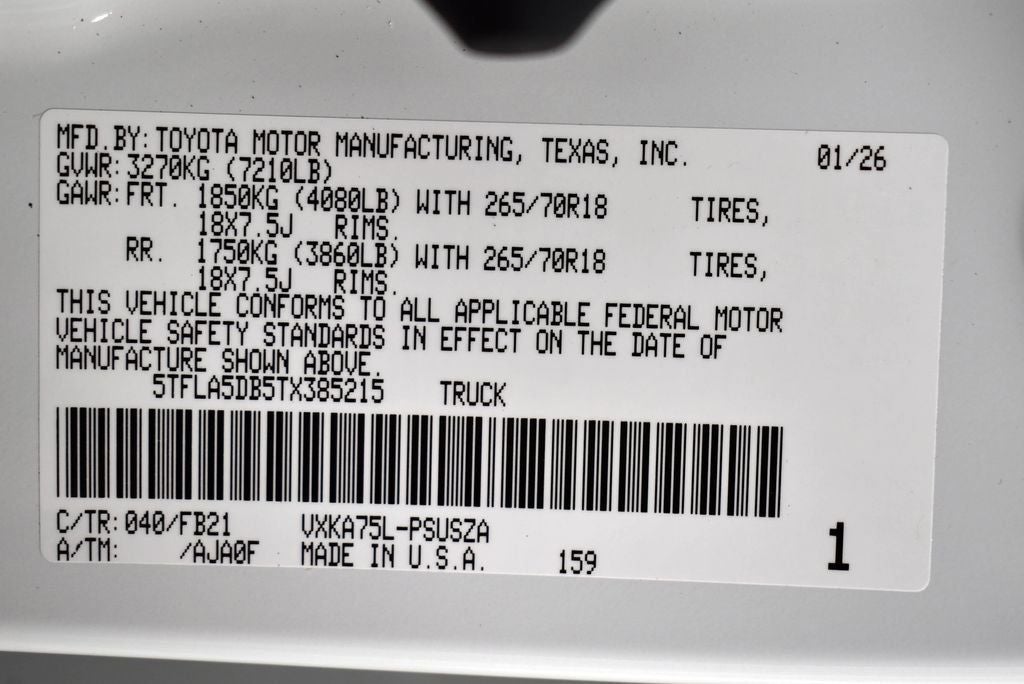 MFD.BY: TOYOTA MOTOR MANUFACTURING, TEXAS, INC. 01/26
GVWR: 3270KG (7210LB)
GAWR: FRT. 1850KG (4080LB) WITH 265/70R18 TIRES,
18X7.5J RIMS.
RR. 1750KG (3860LB) WITH 265/70R18 TIRES,
18X7.5J RIMS.
THIS VEHICLE CONFORMS TO ALL APPLICABLE FEDERAL MOTOR
VEHICLE SAFETY STANDARDS IN EFFECT ON THE DATE OF
MANUFACTURE SHOWN ABOVE.
5TFLA5DB5TX385215 TRUCK
C/TR: 040/FB21 VXKA75L-PSUSZA
A/TM: /AJA0F MADE IN U.S.A. 159 1